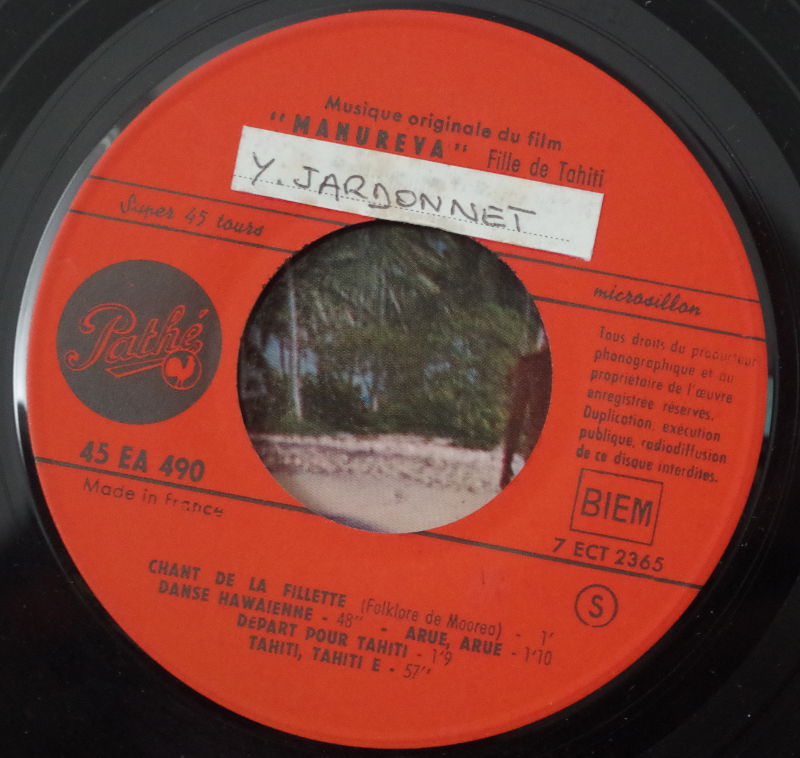 Musique originale du film
"MANUREVA" Fille de Tahiti
Y. JARDONNET
Super 45 tours
microsillon
Pathé
Tous droits du producteur
phonographique et du
propriétaire de l'œuvre
enregistrée réservés.
Duplication, exécution
publique, radiodiffusion
de ce disque interdites.
45 EA 490
Made in France
BIEM
7 ECT 2365
S
CHANT DE LA FILLETTE (Folklore de Moorea) - 1'
DANSE HAWAIENNE - 48" - ARUE, ARUE - 1'10
DÉPART POUR TAHITI - 1'9
TAHITI, TAHITI E - 57"